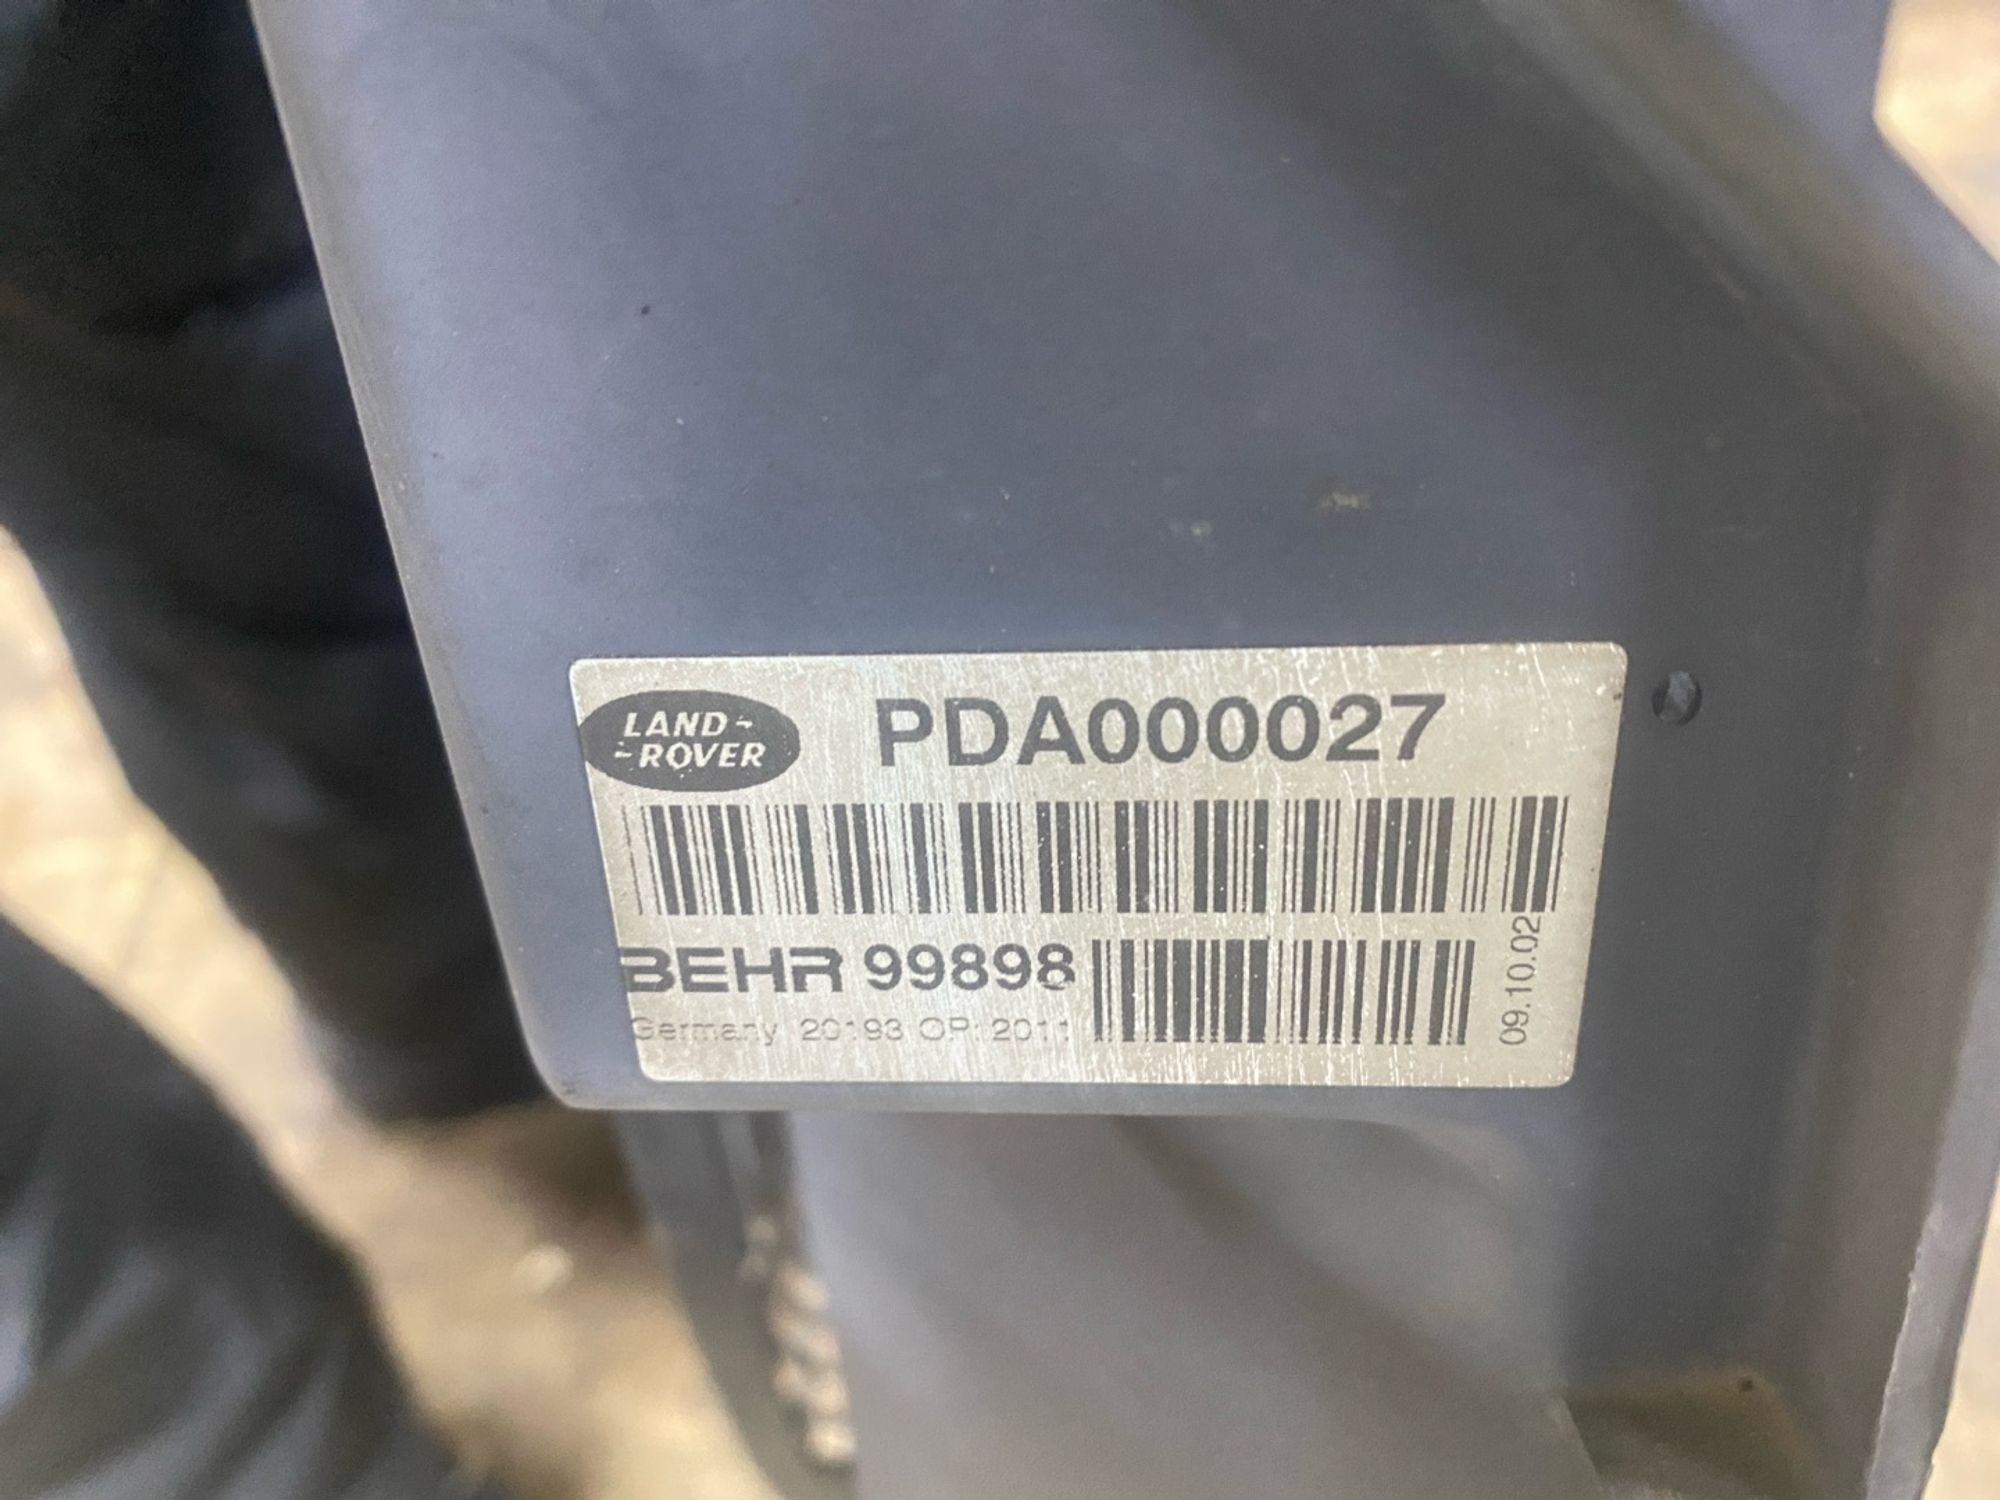 LAND-
-ROVER
PDA000027
BEHR 99898
Germany 20193 OP: 2011
09.10.02